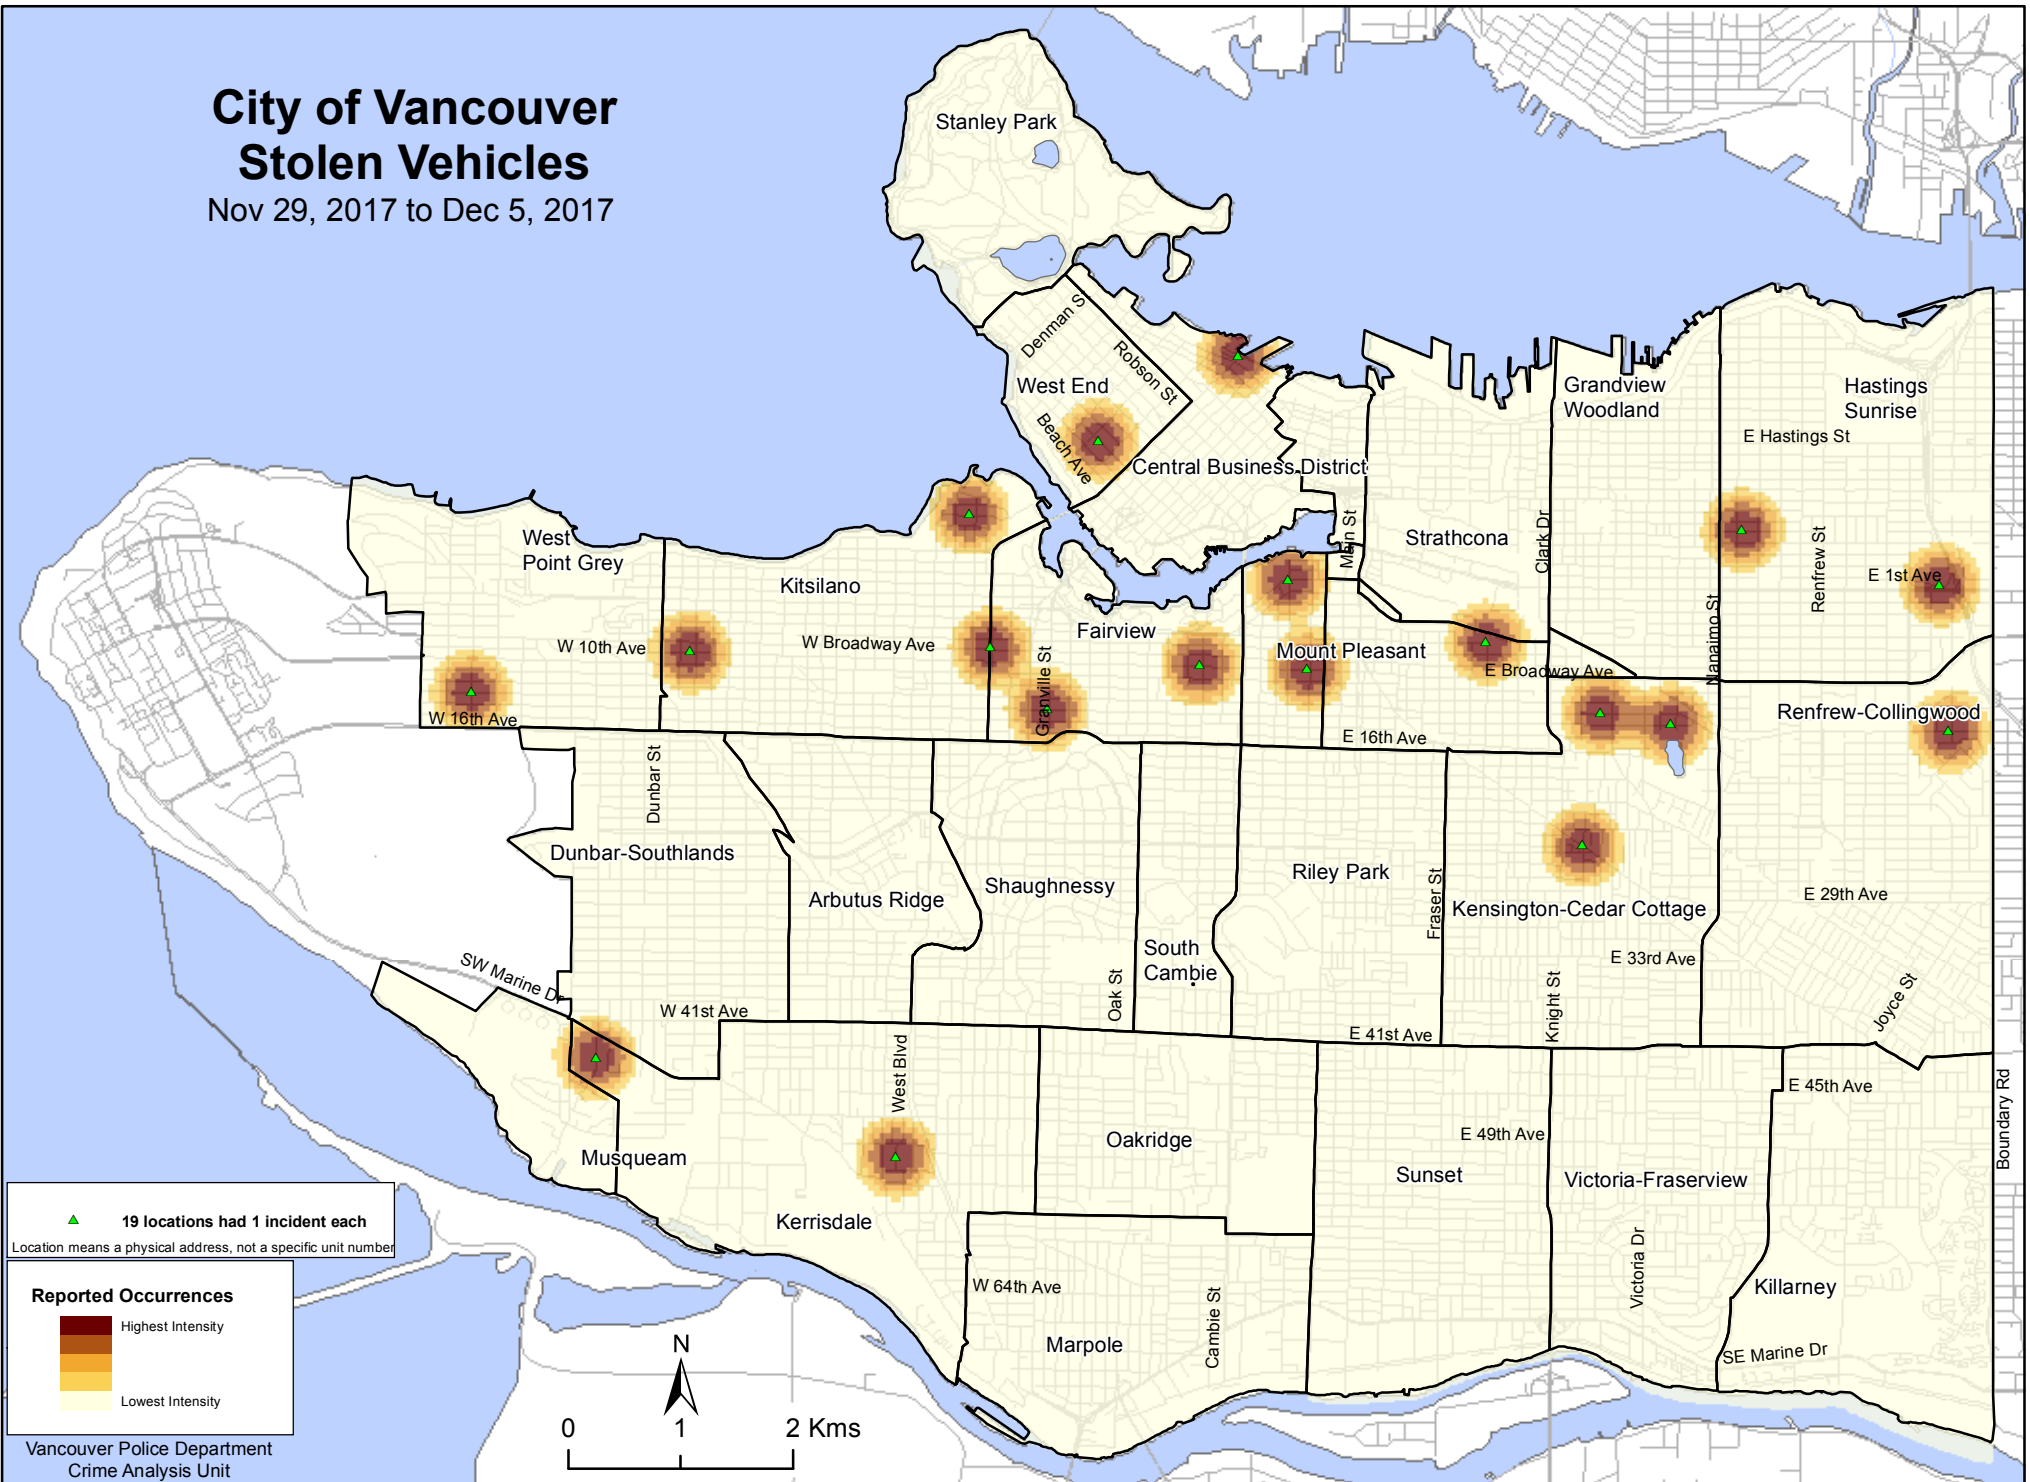 City of Vancouver
Stolen Vehicles
Nov 29, 2017 to Dec 5, 2017
Stanley Park
Denman S
Robson St
West End
Beach Ave
Central Business District
Grandview
Woodland
Hastings
Sunrise
E Hastings St
West
Point Grey
Kitsilano
Fairview
Main St
Strathcona
Clark Dr
Renfrew St
E 1st Ave
Nanaimo St
W 10th Ave
W Broadway Ave
Granville St
Mount Pleasant
E Broadway Ave
W 16th Ave
E 16th Ave
Renfrew-Collingwood
Dunbar St
Dunbar-Southlands
Arbutus Ridge
Shaughnessy
Riley Park
Fraser St
Kensington-Cedar Cottage
E 29th Ave
South
Cambie
E 33rd Ave
SW Marine Dr
W 41st Ave
Oak St
E 41st Ave
Knight St
Joyce St
West Blvd
E 45th Ave
Boundary Rd
Musqueam
Oakridge
E 49th Ave
Sunset
Victoria-Fraserview
Kerrisdale
W 64th Ave
Cambie St
Victoria Dr
Killarney
Marpole
SE Marine Dr
19 locations had 1 incident each
Location means a physical address, not a specific unit number
Reported Occurrences
Highest Intensity
Lowest Intensity
Vancouver Police Department
Crime Analysis Unit
N
0 1 2 Kms